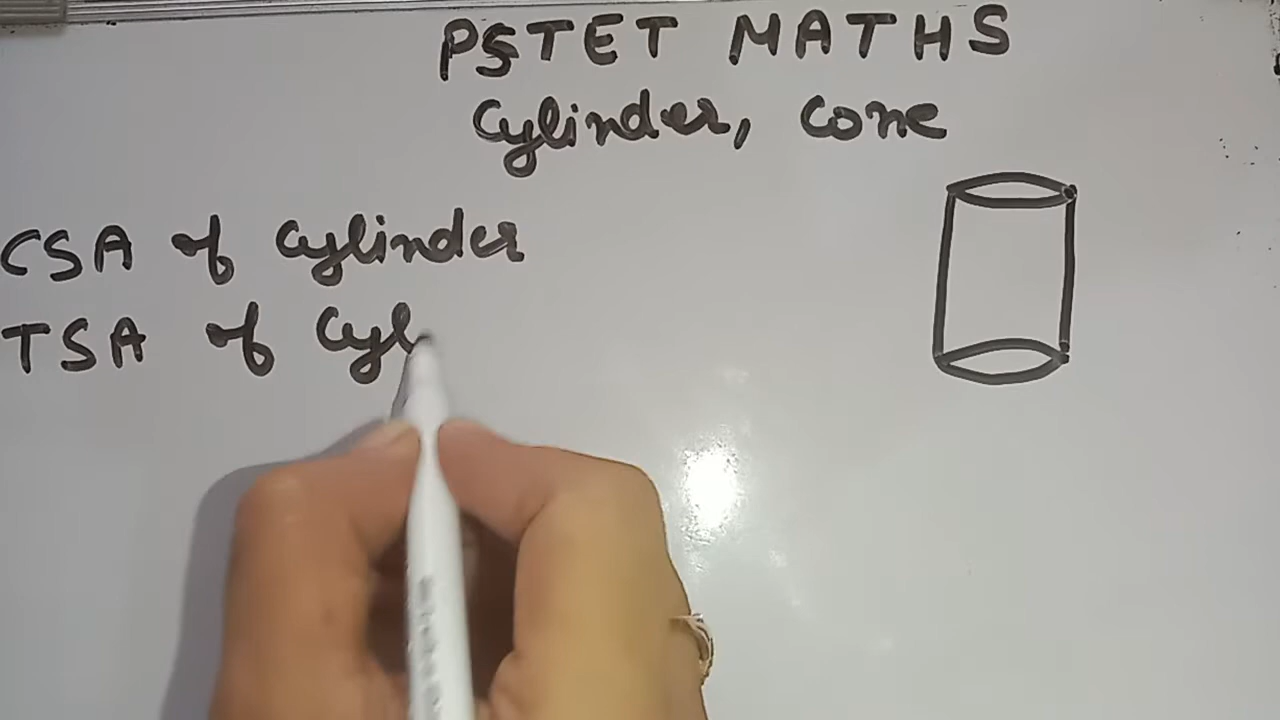 PSTET MATHS
Cylinder, Cone
CSA of Cylinder
TSA of Cyl